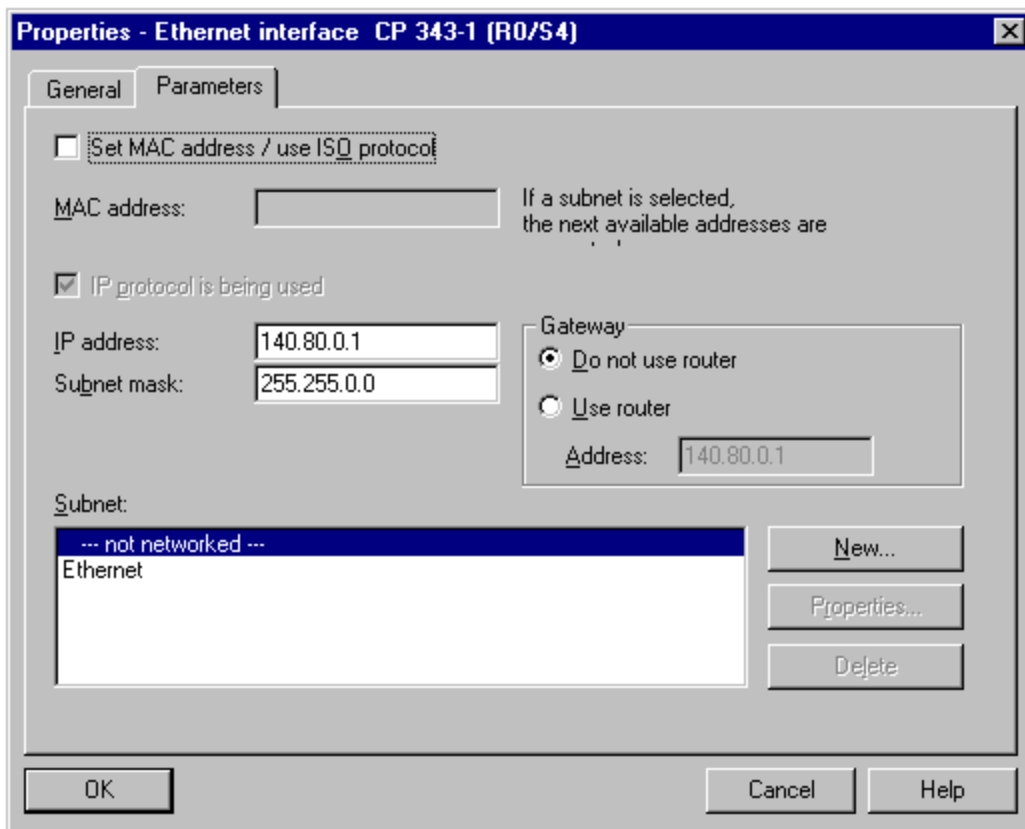 Properties - Ethernet interface CP 343-1 (R0/S4)
General Parameters
Set MAC address / use ISO protocol
MAC address:
If a subnet is selected,
the next available addresses are
IP protocol is being used
IP address: 140.80.0.1
Subnet mask: 255.255.0.0
Gateway
Do not use router
Use router
Address: 140.80.0.1
Subnet:
--- not networked ---
Ethernet
New...
Properties...
Delete
OK Cancel Help